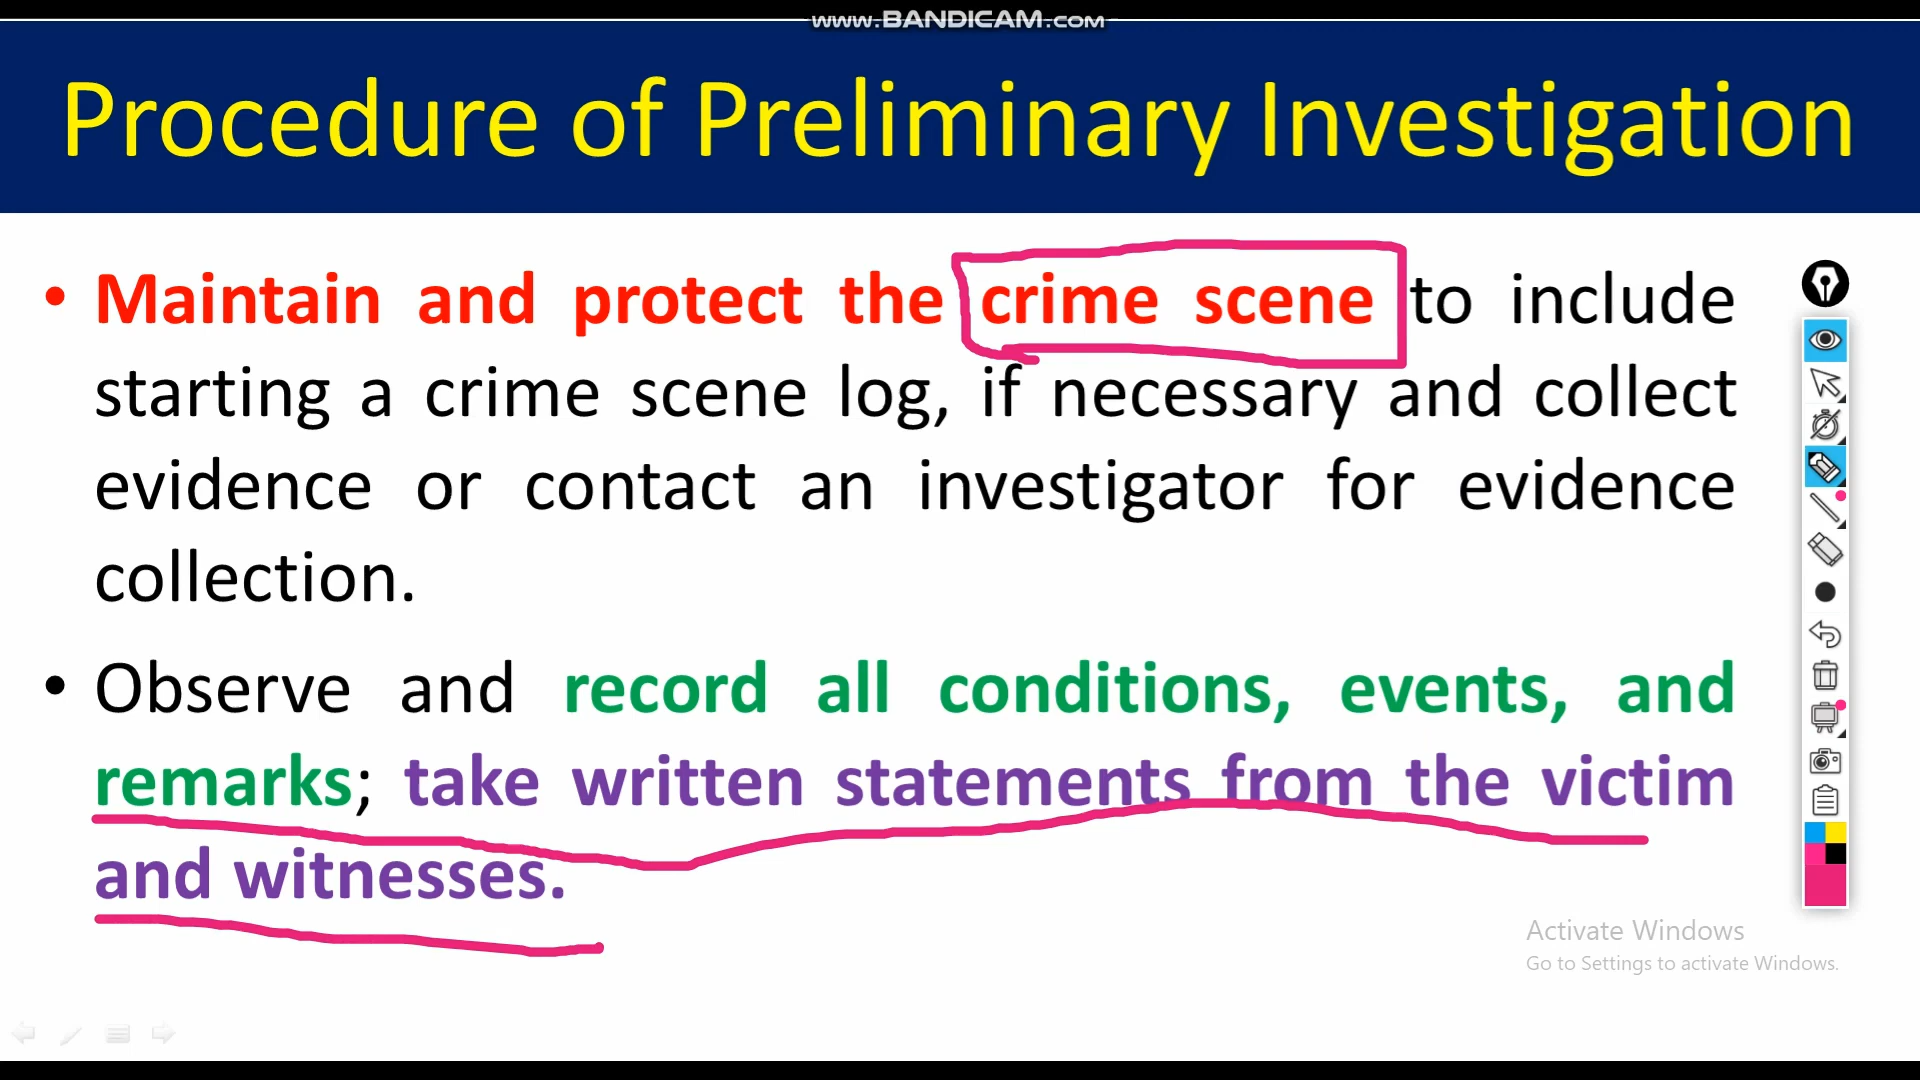 www.BANDICAM.com
Procedure of Preliminary Investigation
• Maintain and protect the crime scene to include
starting a crime scene log, if necessary and collect
evidence or contact an investigator for evidence
collection.
• Observe and record all conditions, events, and
remarks; take written statements from the victim
and witnesses.
Activate Windows
Go to Settings to activate Windows.